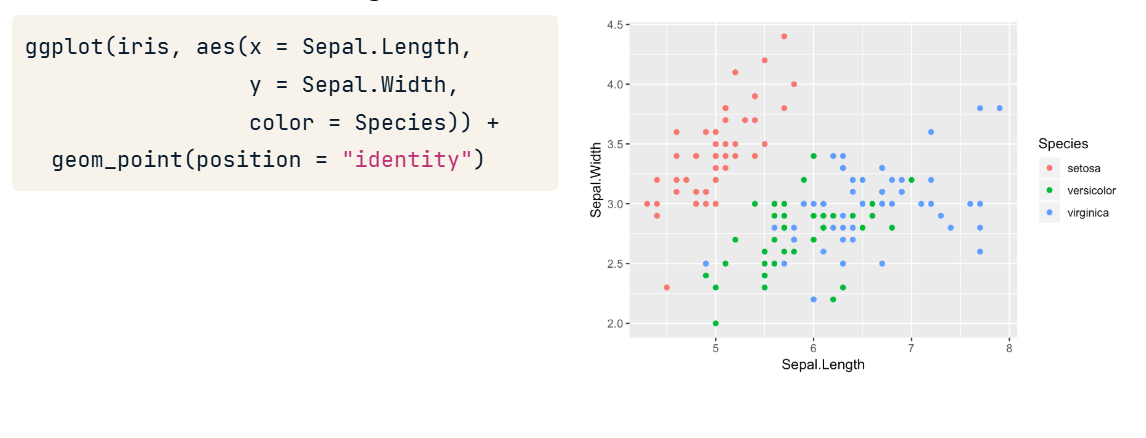 ggplot(iris, aes(x = Sepal.Length,
y = Sepal.Width,
color = Species)) +
geom_point(position = "identity")
4.5
4.0
3.5
3.0
2.5
2.0
Sepal.Width
5 6 7 8
Sepal.Length
Species
setosa
versicolor
virginica